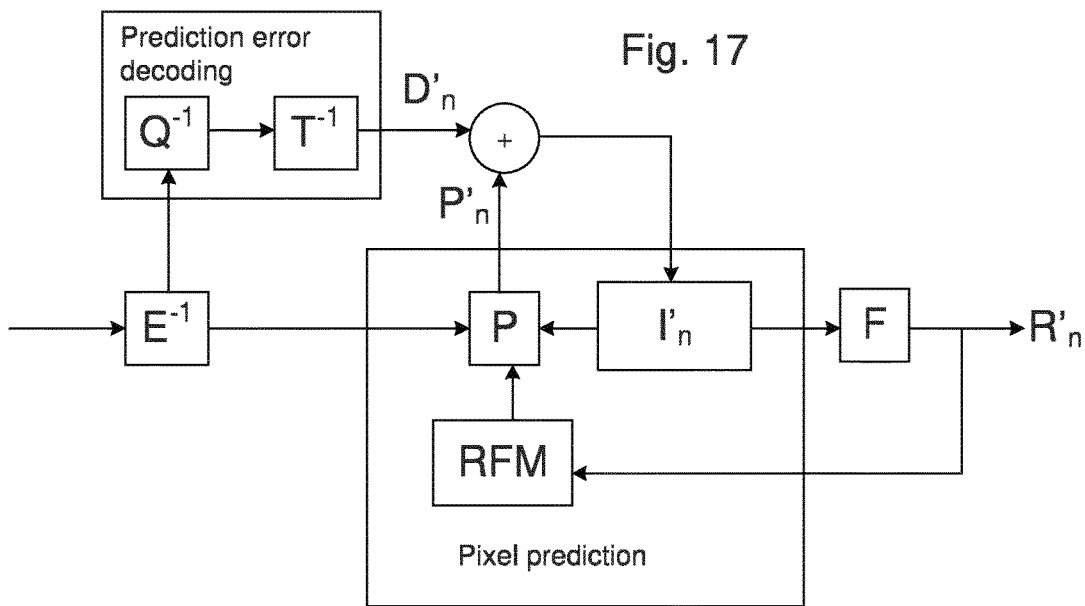 Prediction error
decoding
Fig. 17
Q⁻¹
T⁻¹
D'ₙ
+
P'ₙ
E⁻¹
P
I'ₙ
F
R'ₙ
RFM
Pixel prediction